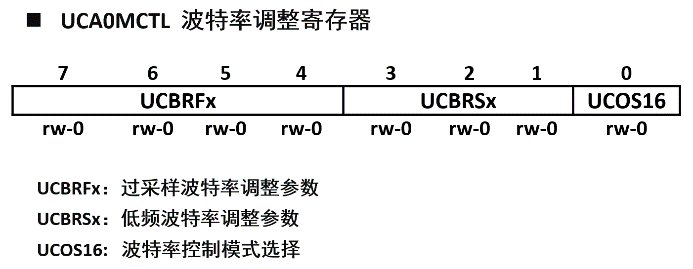 ■ UCA0MCTL 波特率调整寄存器
7 6 5 4 3 2 1 0
UCBRFx UCBRSx UCOS16
rw-0 rw-0 rw-0 rw-0 rw-0 rw-0 rw-0 rw-0
UCBRFx：过采样波特率调整参数
UCBRSx：低频波特率调整参数
UCOS16：波特率控制模式选择